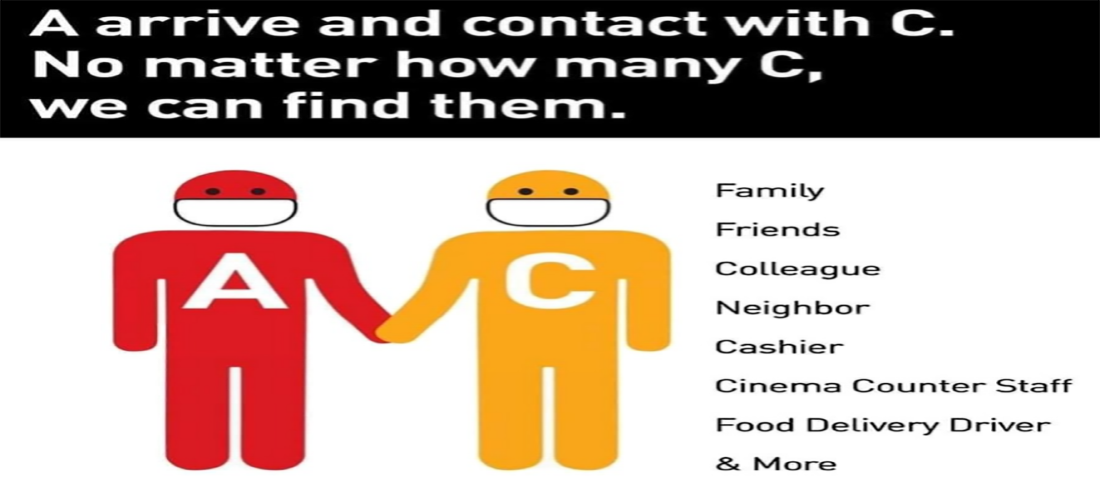 A arrive and contact with C.
No matter how many C,
we can find them.
A
C
Family
Friends
Colleague
Neighbor
Cashier
Cinema Counter Staff
Food Delivery Driver
& More